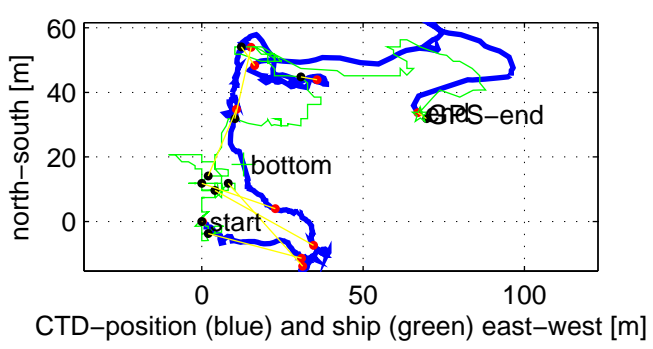 60
40
20
0
north−south [m]
end
GPS−end
bottom
start
0 50 100
CTD−position (blue) and ship (green) east−west [m]